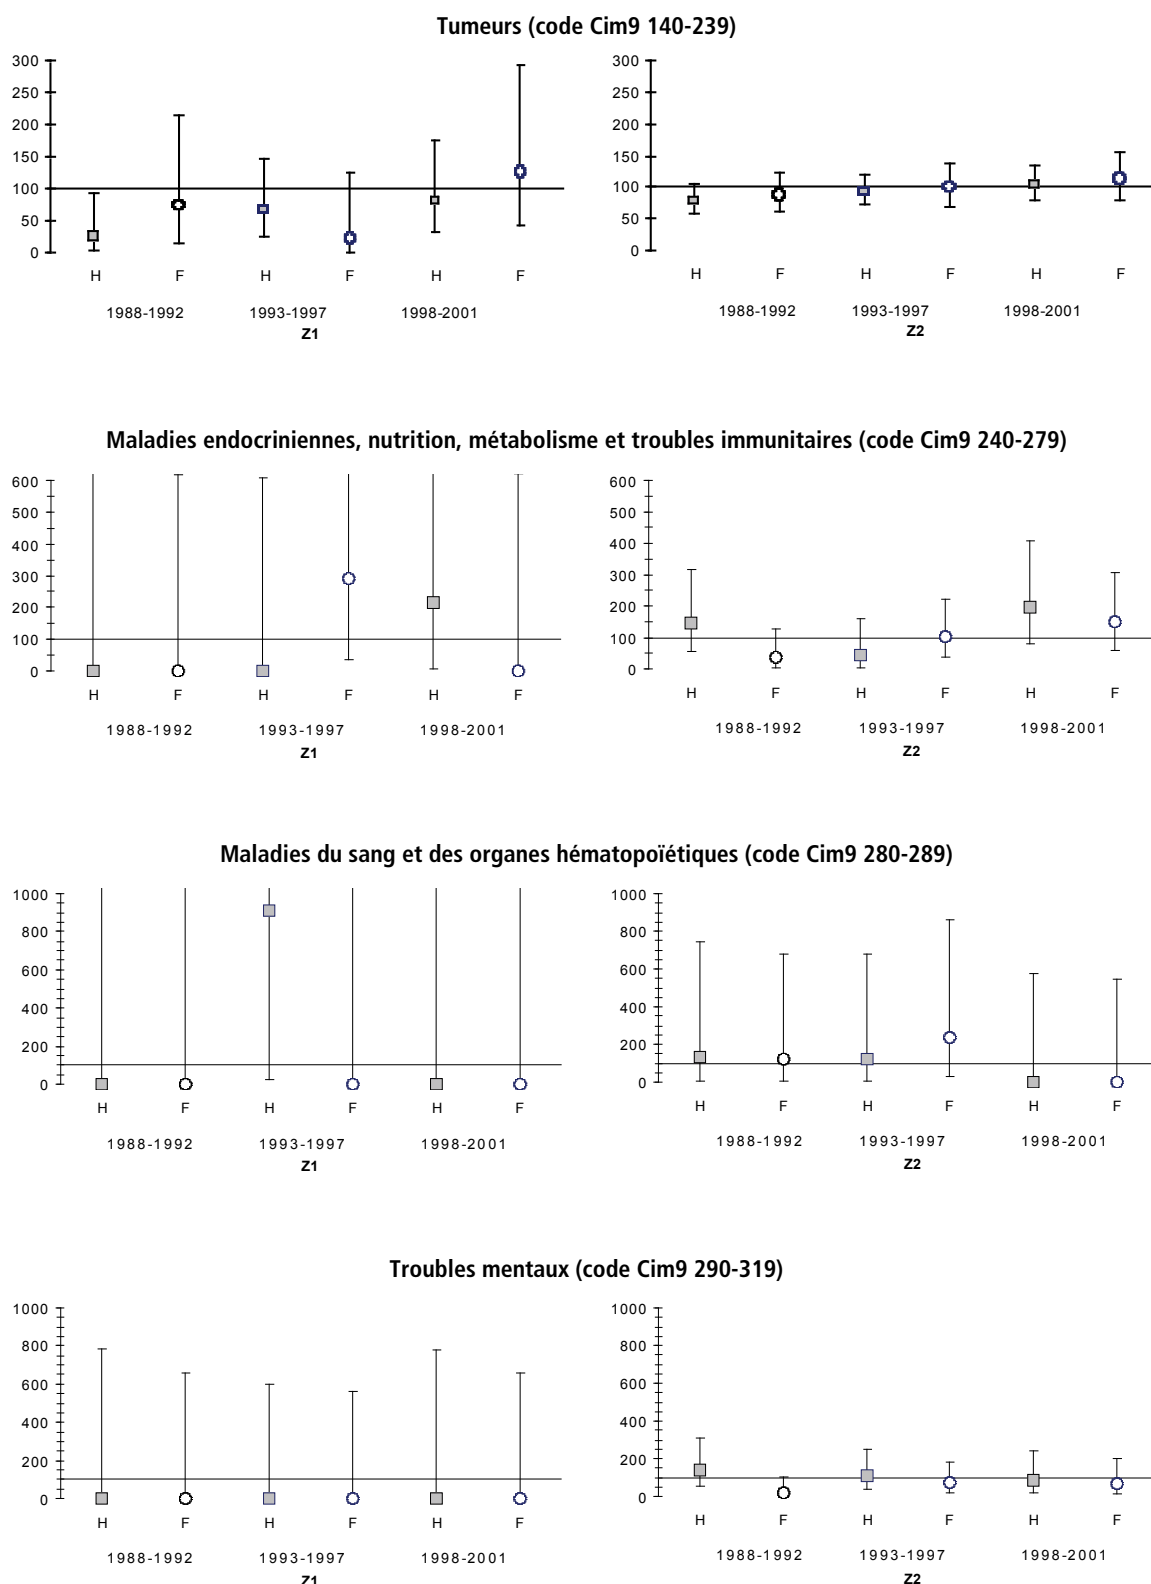 Tumeurs (code Cim9 140-239)
300
250
200
150
100
50
0
H F H F H F
1988-1992 1993-1997 1998-2001
Z1
300
250
200
150
100
50
0
H F H F H F
1988-1992 1993-1997 1998-2001
Z2
Maladies endocriniennes, nutrition, métabolisme et troubles immunitaires (code Cim9 240-279)
600
500
400
300
200
100
0
H F H F H F
1988-1992 1993-1997 1998-2001
Z1
600
500
400
300
200
100
0
H F H F H F
1988-1992 1993-1997 1998-2001
Z2
Maladies du sang et des organes hématopoïétiques (code Cim9 280-289)
1000
800
600
400
200
0
H F H F H F
1988-1992 1993-1997 1998-2001
Z1
1000
800
600
400
200
0
H F H F H F
1988-1992 1993-1997 1998-2001
Z2
Troubles mentaux (code Cim9 290-319)
1000
800
600
400
200
0
H F H F H F
1988-1992 1993-1997 1998-2001
Z1
1000
800
600
400
200
0
H F H F H F
1988-1992 1993-1997 1998-2001
Z2